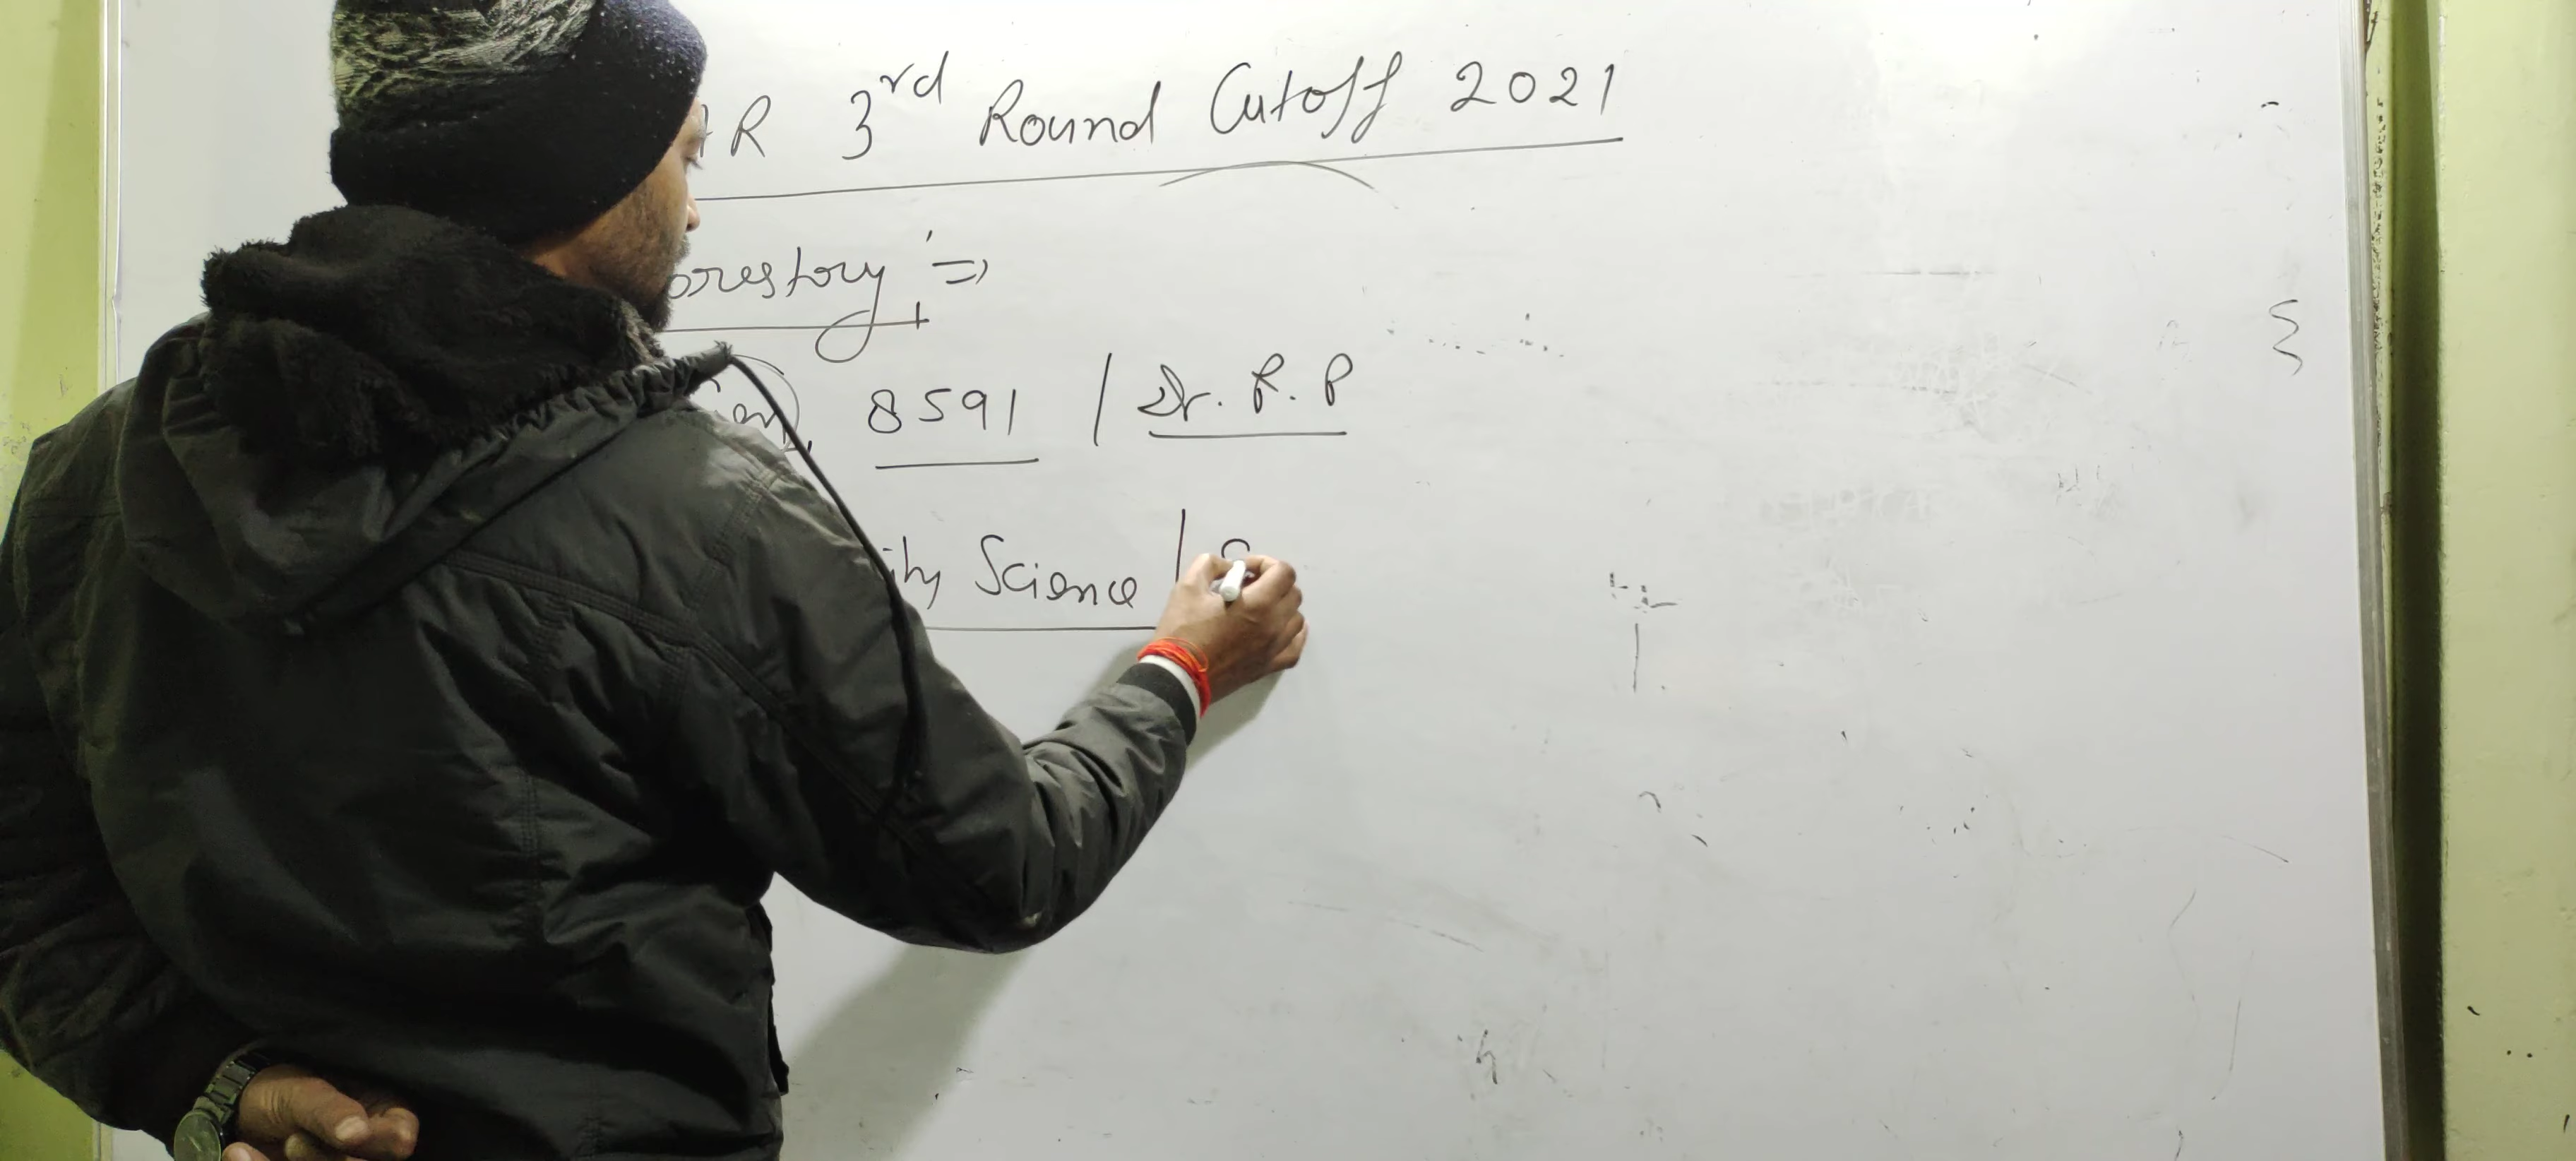 R 3rd Round Cutoff 2021
orestory =>
8591 / Dr. R. P
ity Science |